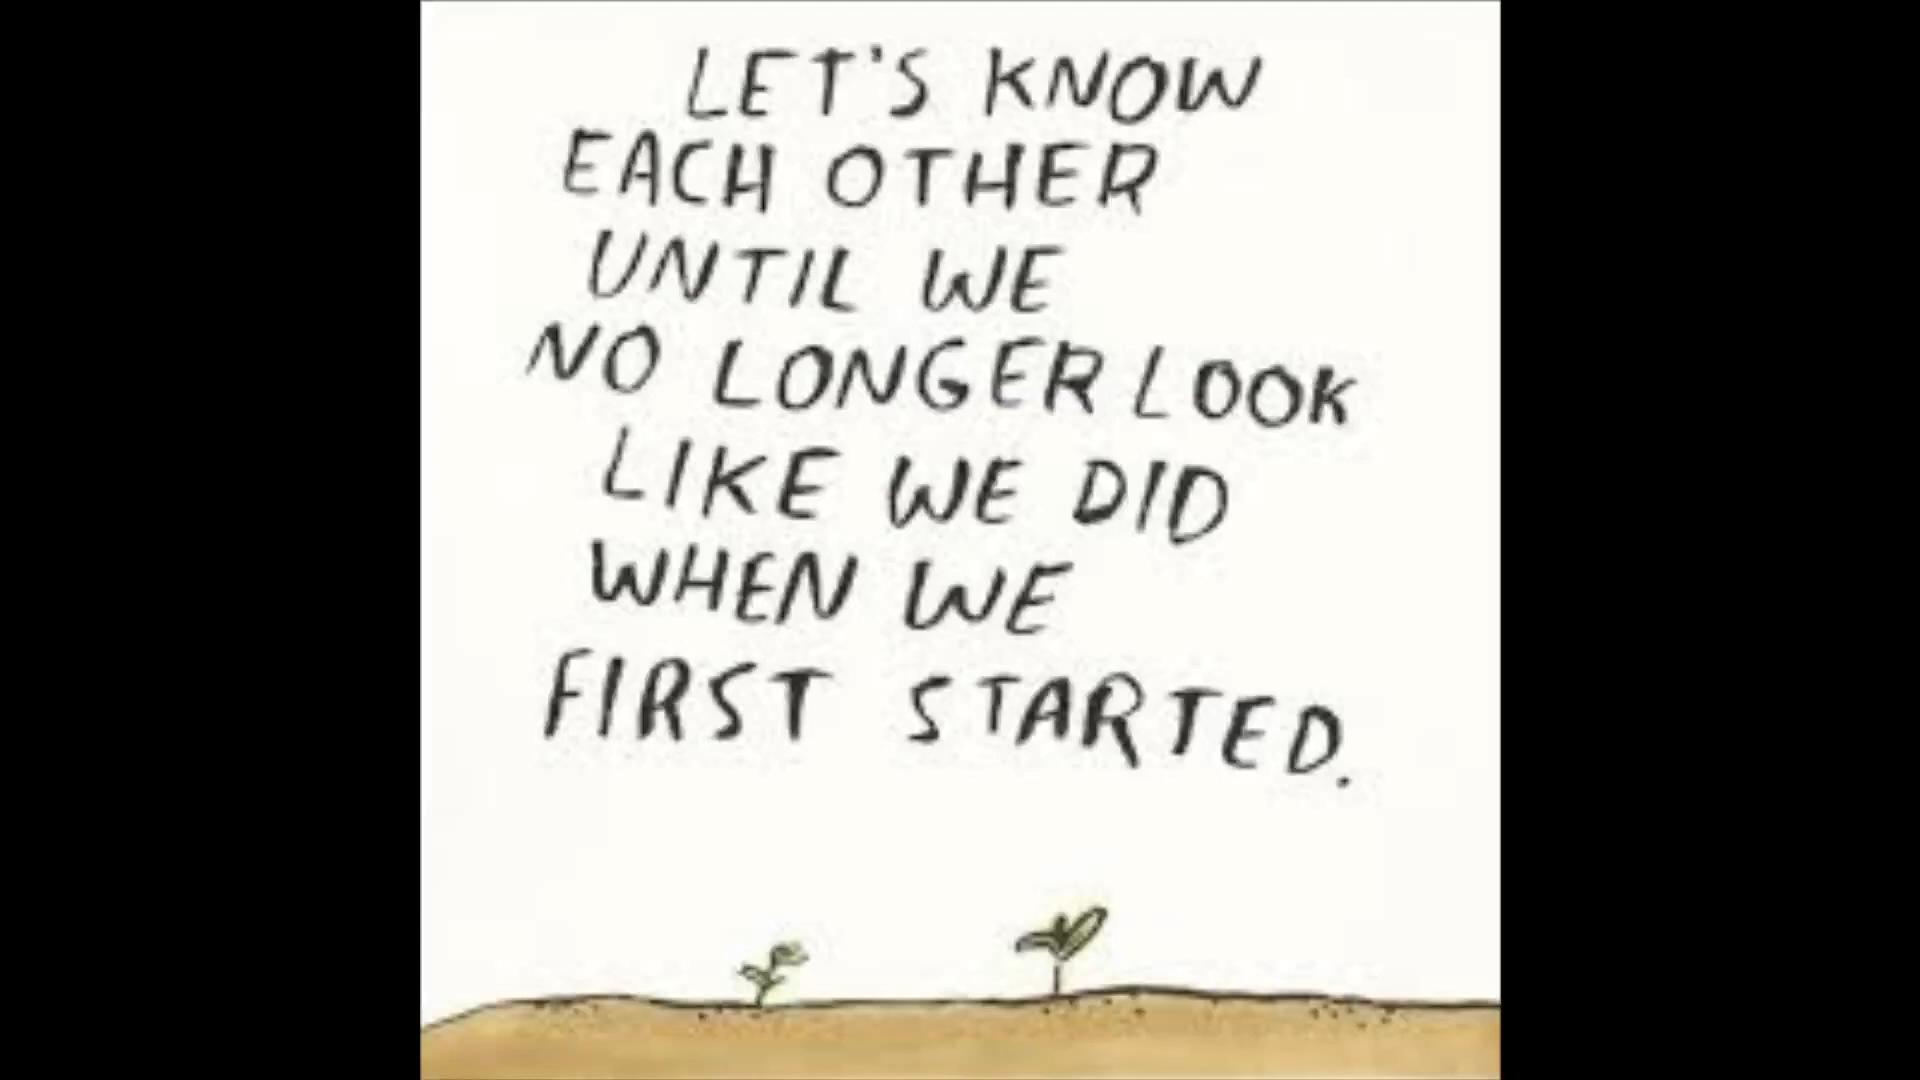 LET'S KNOW
EACH OTHER
UNTIL WE
NO LONGER LOOK
LIKE WE DID
WHEN WE
FIRST STARTED.